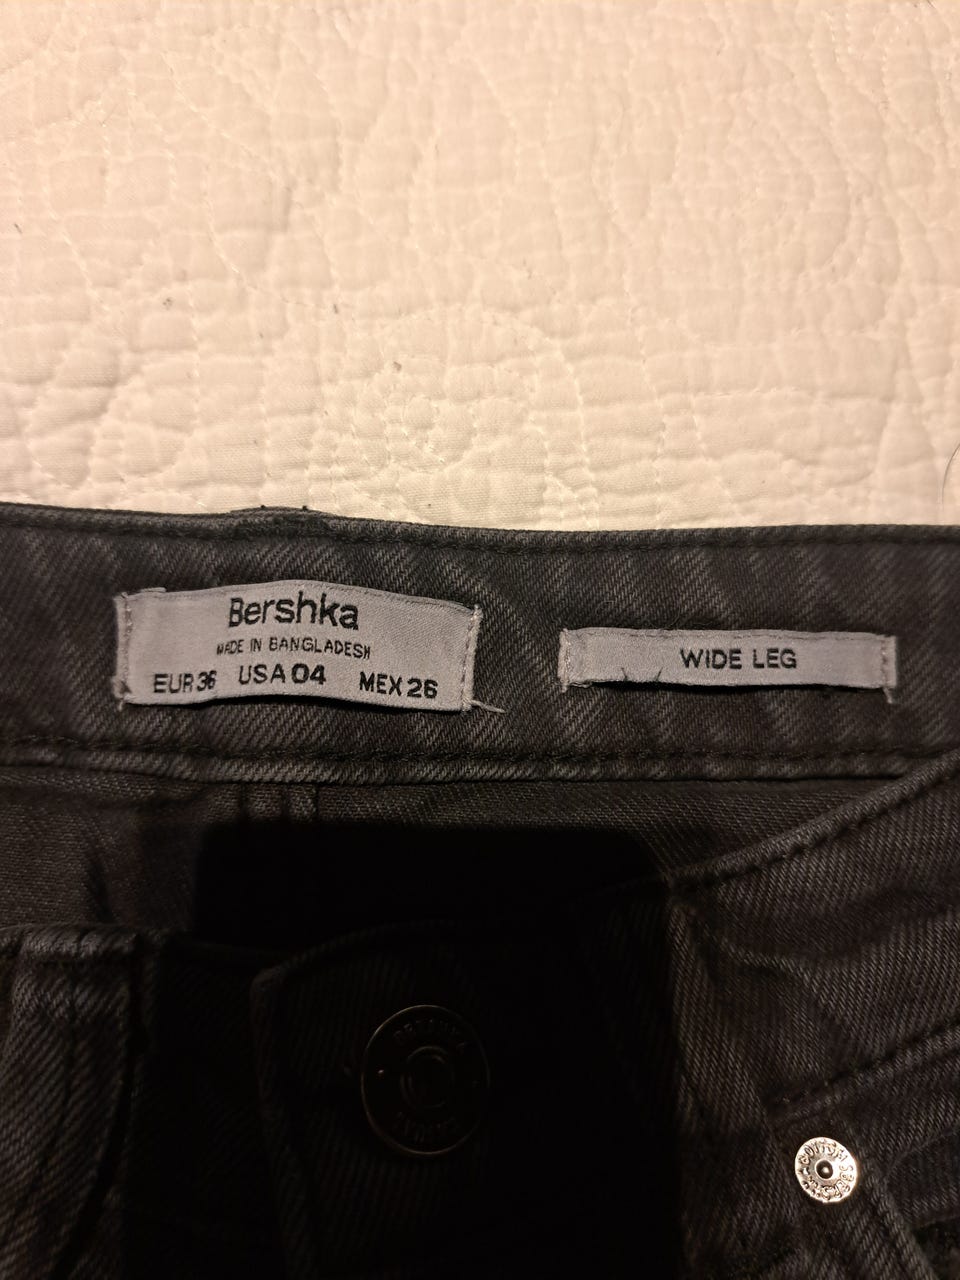 Bershka
MADE IN BANGLADESH
EUR 36 USA 04 MEX 26
WIDE LEG